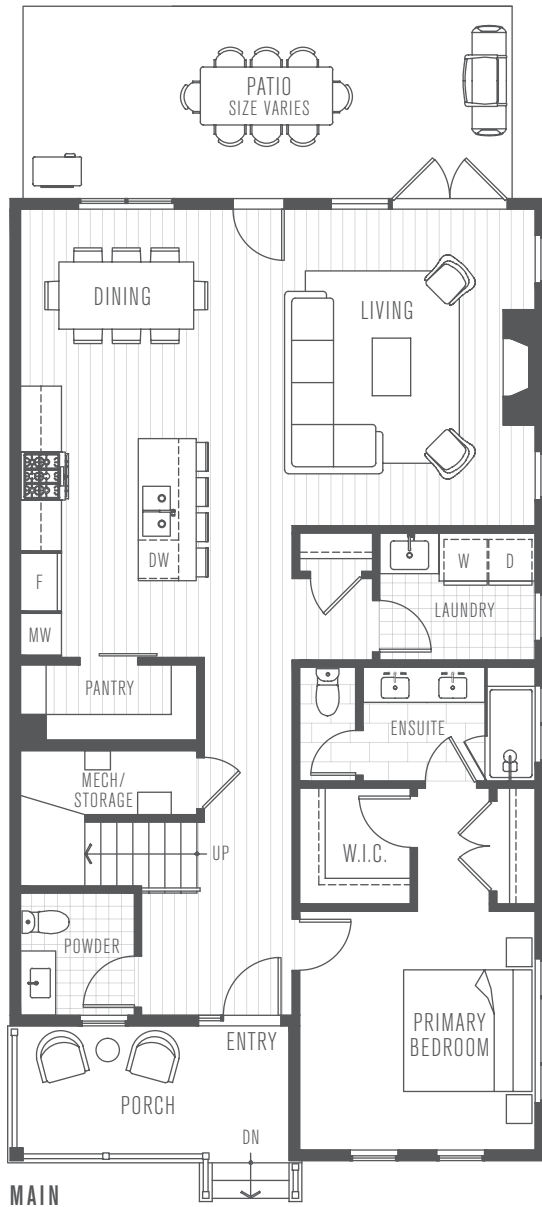 PATIO
SIZE VARIES
DINING
LIVING
DW
F
MW
W
D
LAUNDRY
PANTRY
ENSUITE
MECH/
STORAGE
UP
W.I.C.
POWDER
PRIMARY
BEDROOM
ENTRY
PORCH
DN
MAIN